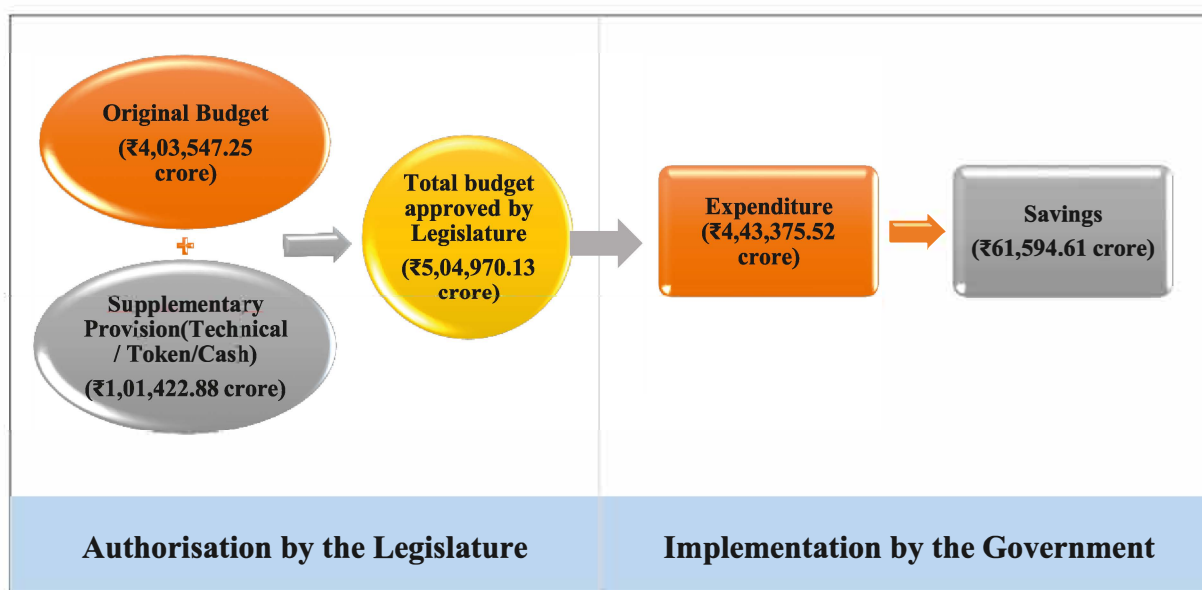 Original Budget
(₹4,03,547.25
crore)
+
Supplementary
Provision(Technical
/ Token/Cash)
(₹1,01,422.88 crore)
Total budget
approved by
Legislature
(₹5,04,970.13
crore)
Expenditure
(₹4,43,375.52
crore)
Savings
(₹61,594.61 crore)
Authorisation by the Legislature
Implementation by the Government